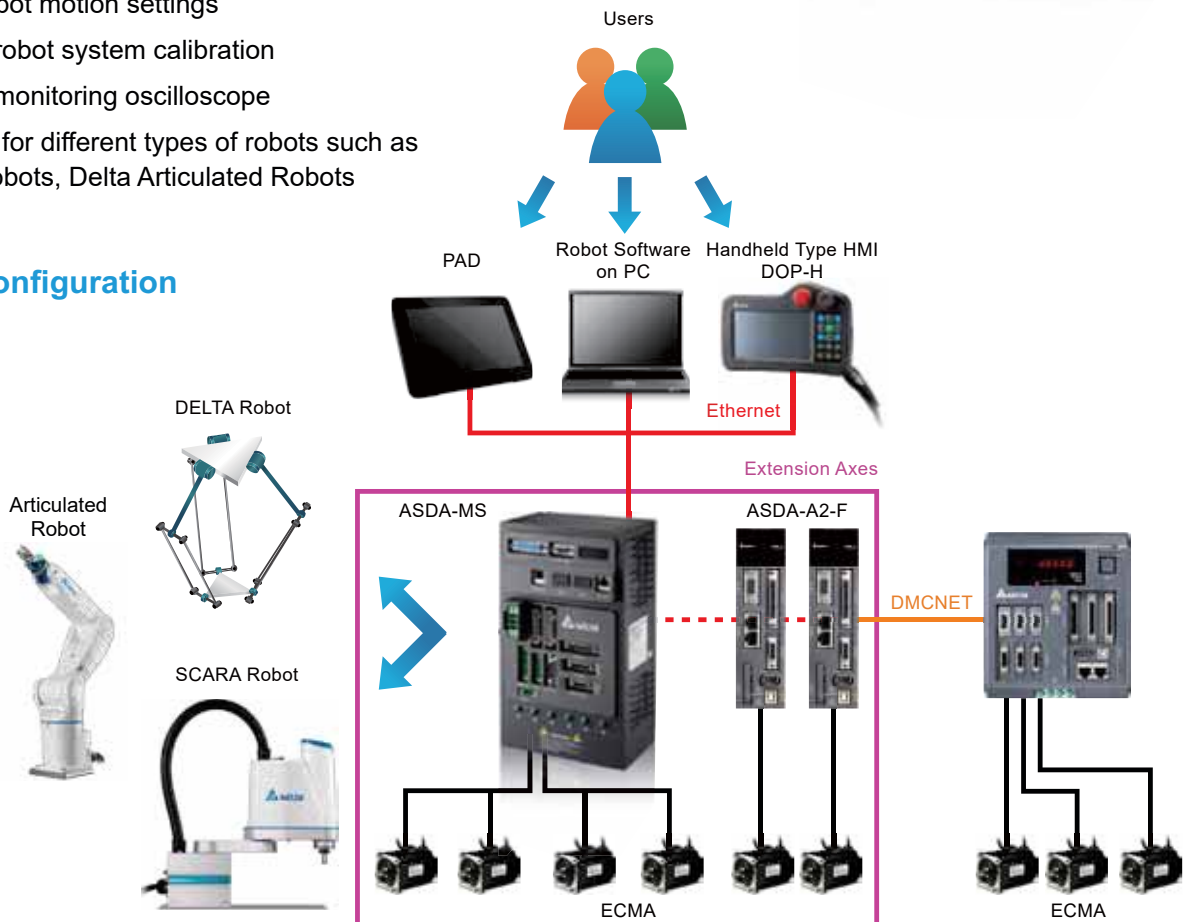 bot motion settings
robot system calibration
monitoring oscilloscope
for different types of robots such as
obots, Delta Articulated Robots
onfiguration
Users
PAD
Robot Software
on PC
Handheld Type HMI
DOP-H
Ethernet
DELTA Robot
Extension Axes
Articulated
Robot
ASDA-MS
ASDA-A2-F
DMCNET
SCARA Robot
ECMA
ECMA